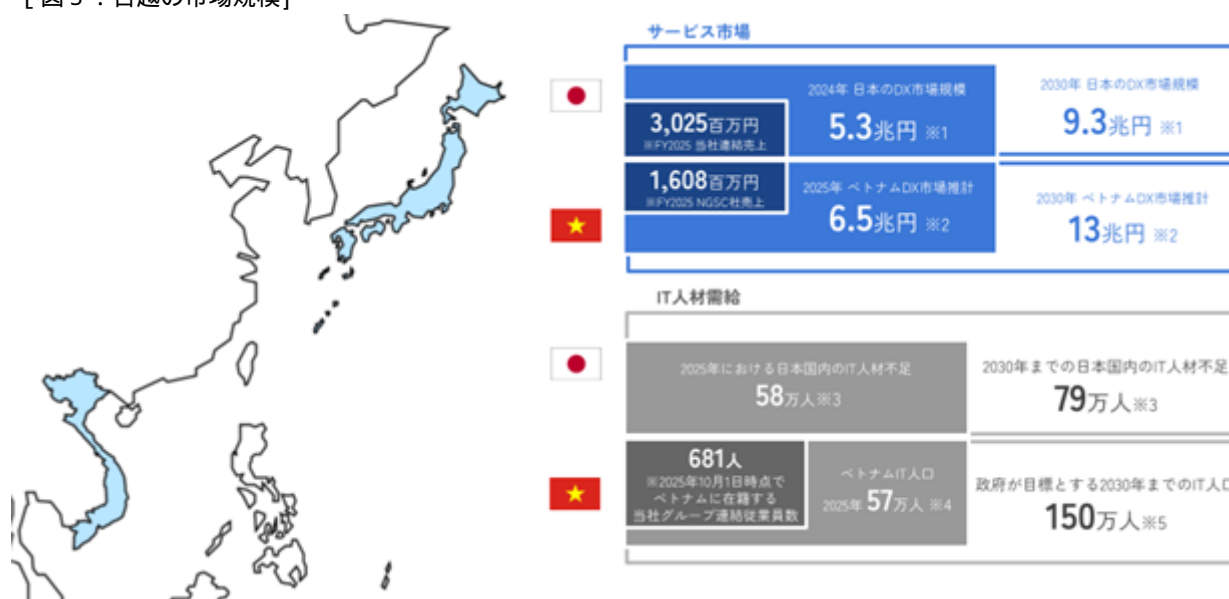 [図5：日越の市場規模]
サービス市場
2024年 日本のDX市場規模
5.3兆円 ※1
3,025百万円
※FY2025 当社連結売上
2030年 日本のDX市場規模
9.3兆円 ※1
1,608百万円
※FY2025 NGSC社売上
2025年 ベトナムDX市場推計
6.5兆円 ※2
2030年 ベトナムDX市場推計
13兆円 ※2
IT人材需給
2025年における日本国内のIT人材不足
58万人※3
2030年までの日本国内のIT人材不足
79万人※3
681人
※2025年10月1日時点で
ベトナムに在籍する
当社グループ連結従業員数
ベトナムIT人口
2025年 57万人 ※4
政府が目標とする2030年までのIT人口
150万人※5